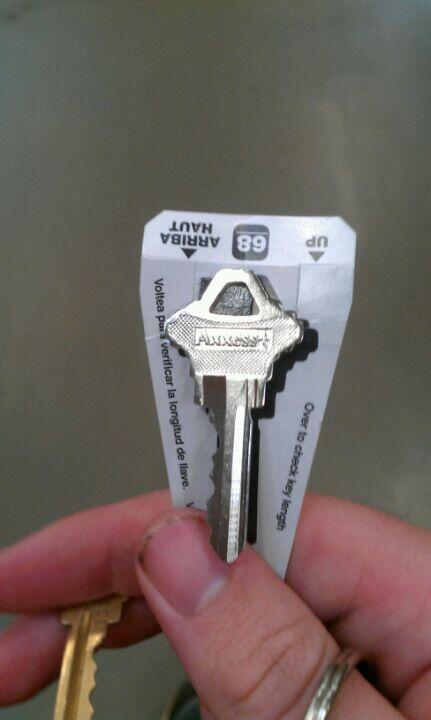 UP
68
ARRIBA
HAUT
AXXESS+
Voltea para verificar la longitud de llave.
Over to check key length